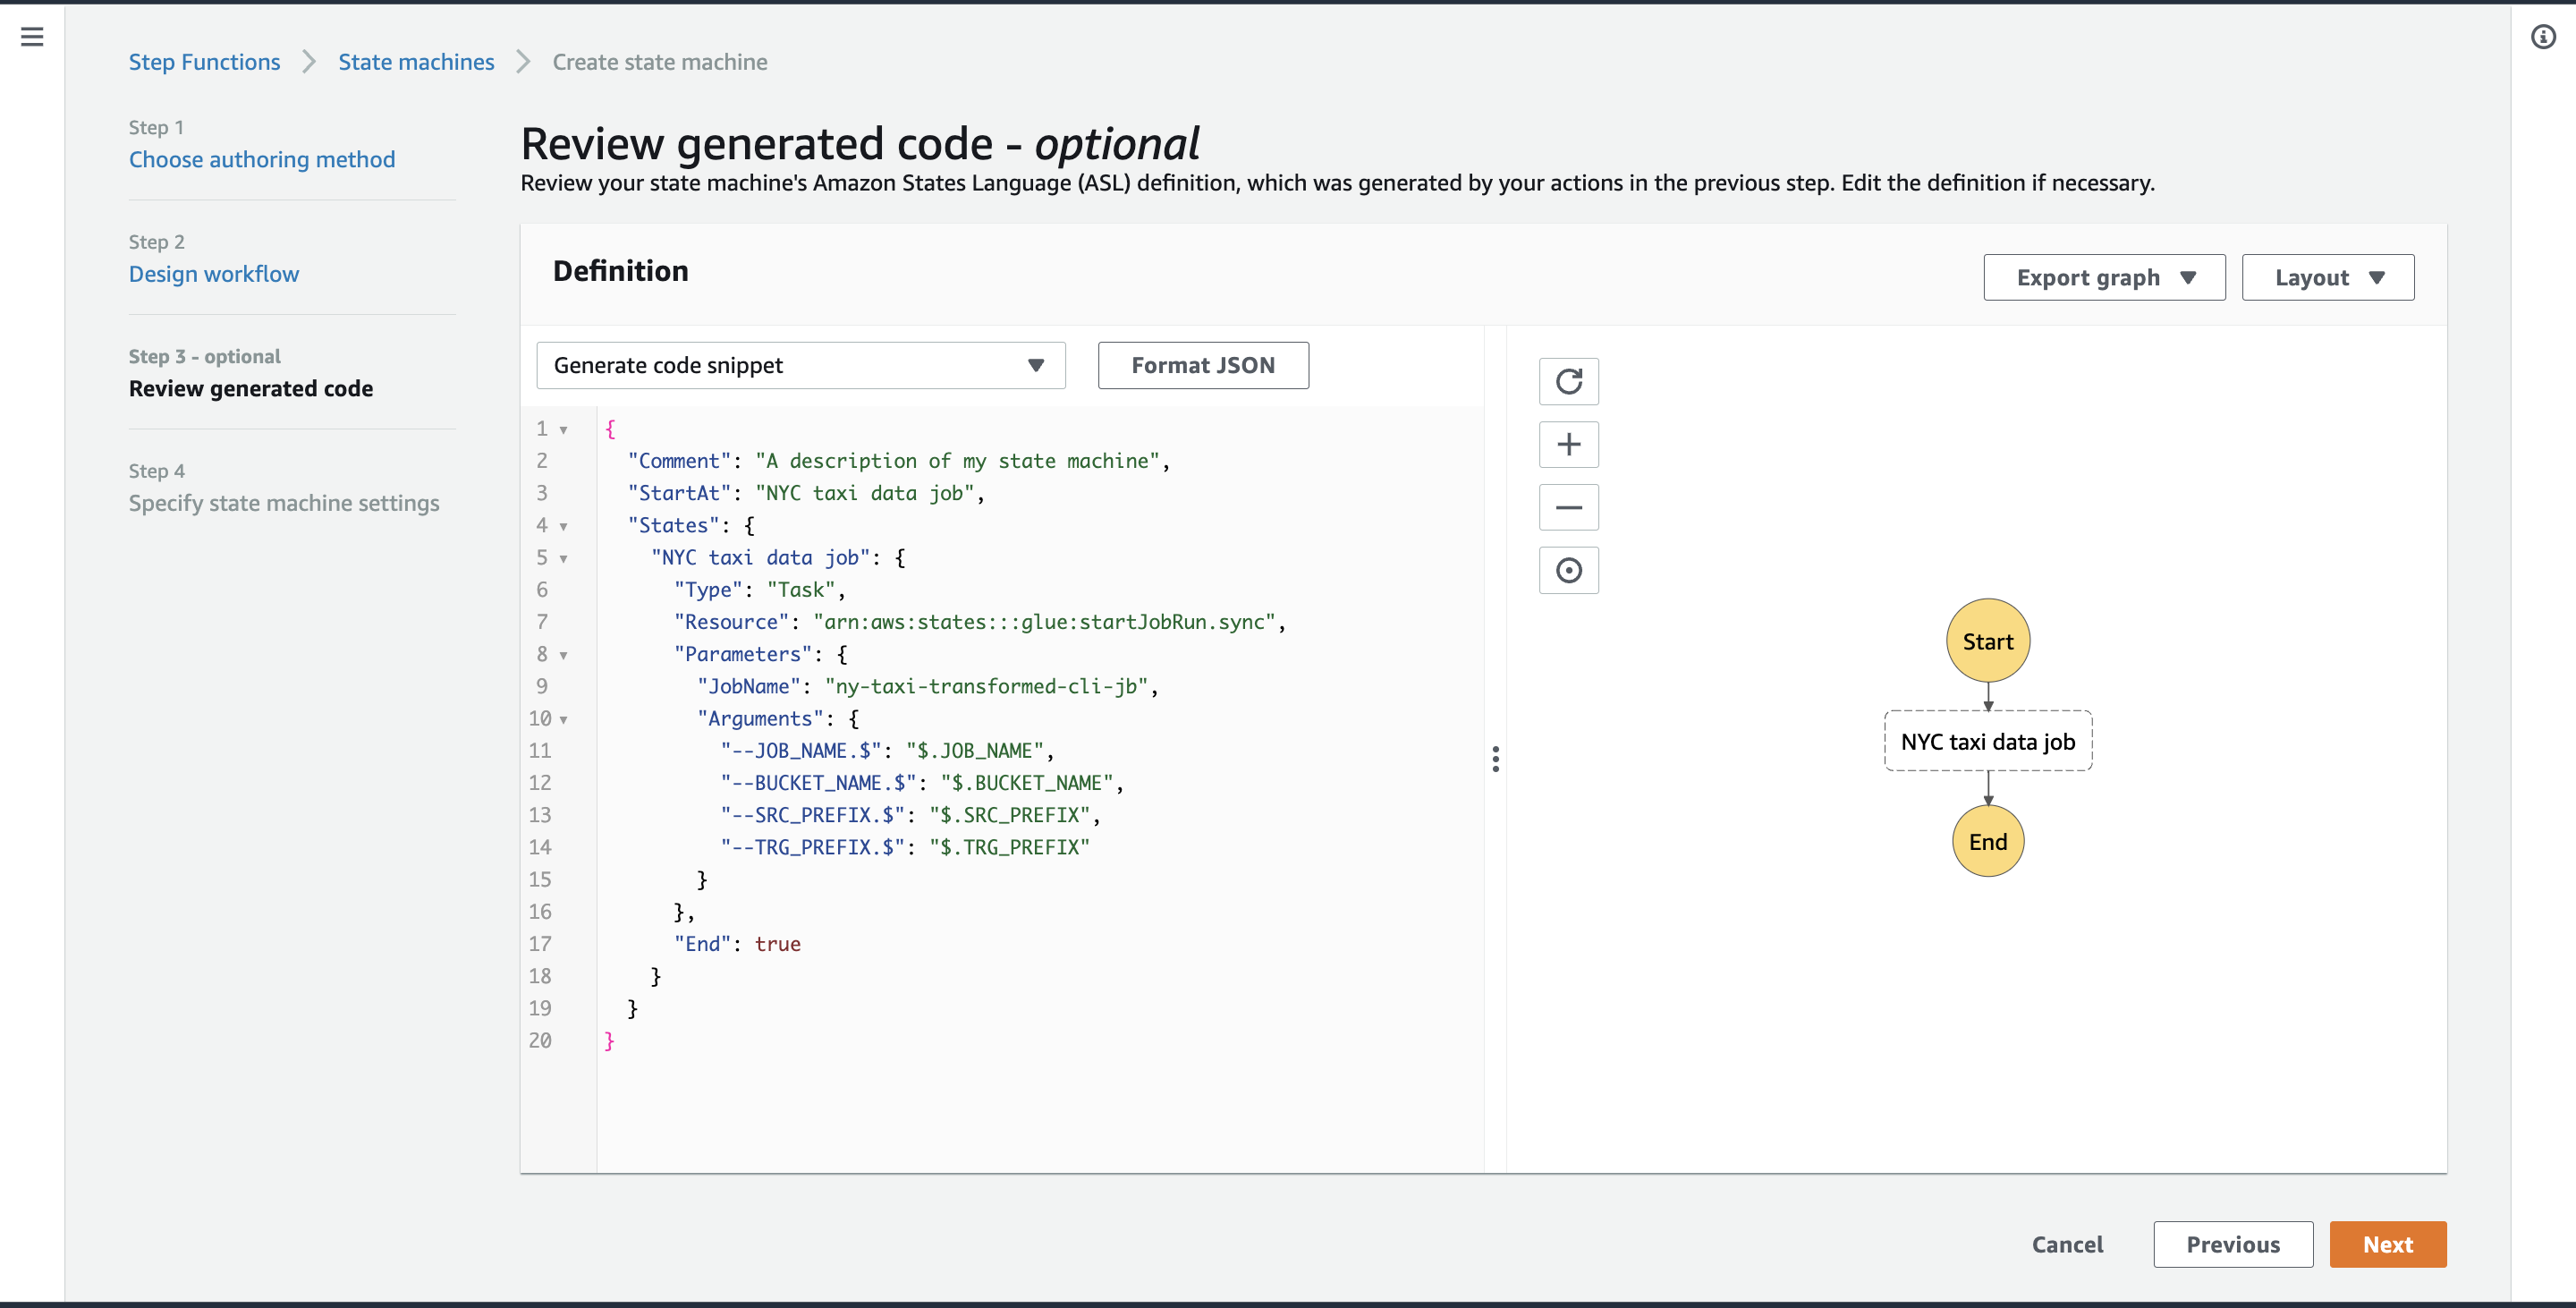 Step Functions > State machines > Create state machine
Step 1
Choose authoring method
Step 2
Design workflow
Step 3 - optional
Review generated code
Step 4
Specify state machine settings
Review generated code - optional
Review your state machine's Amazon States Language (ASL) definition, which was generated by your actions in the previous step. Edit the definition if necessary.
Definition
Export graph
Layout
Generate code snippet
Format JSON
1 {
2   "Comment": "A description of my state machine",
3   "StartAt": "NYC taxi data job",
4   "States": {
5     "NYC taxi data job": {
6       "Type": "Task",
7       "Resource": "arn:aws:states:::glue:startJobRun.sync",
8       "Parameters": {
9         "JobName": "ny-taxi-transformed-cli-jb",
10         "Arguments": {
11           "--JOB_NAME.$": "$.JOB_NAME",
12           "--BUCKET_NAME.$": "$.BUCKET_NAME",
13           "--SRC_PREFIX.$": "$.SRC_PREFIX",
14           "--TRG_PREFIX.$": "$.TRG_PREFIX"
15         }
16       },
17       "End": true
18     }
19   }
20 }
Start
NYC taxi data job
End
Cancel
Previous
Next